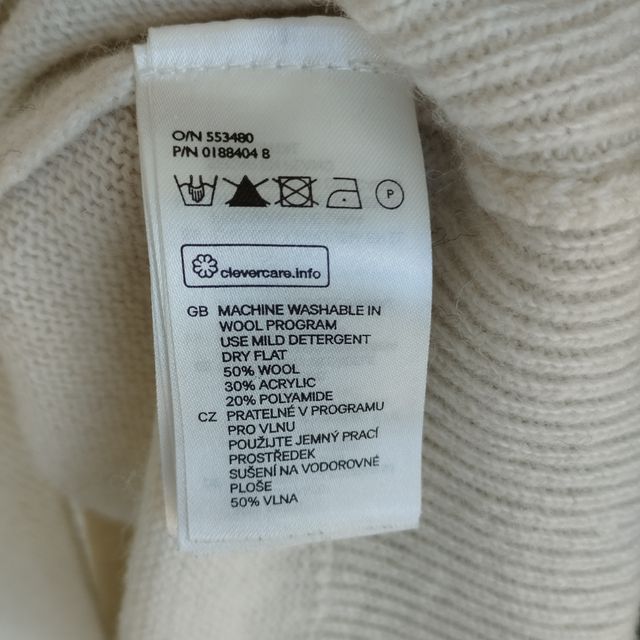 O/N 553480
P/N 0188404 8
P
clevercare.info
GB MACHINE WASHABLE IN
WOOL PROGRAM
USE MILD DETERGENT
DRY FLAT
50% WOOL
30% ACRYLIC
20% POLYAMIDE
CZ PRATELNÉ V PROGRAMU
PRO VLNU
POUŽIJTE JEMNÝ PRACÍ
PROSTŘEDEK
SUŠENÍ NA VODOROVNÉ
PLOŠE
50% VLNA